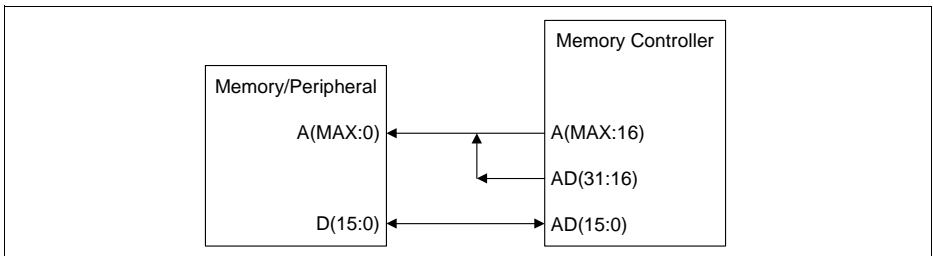 Memory Controller
Memory/Peripheral
A(MAX:0)
A(MAX:16)
AD(31:16)
D(15:0)
AD(15:0)